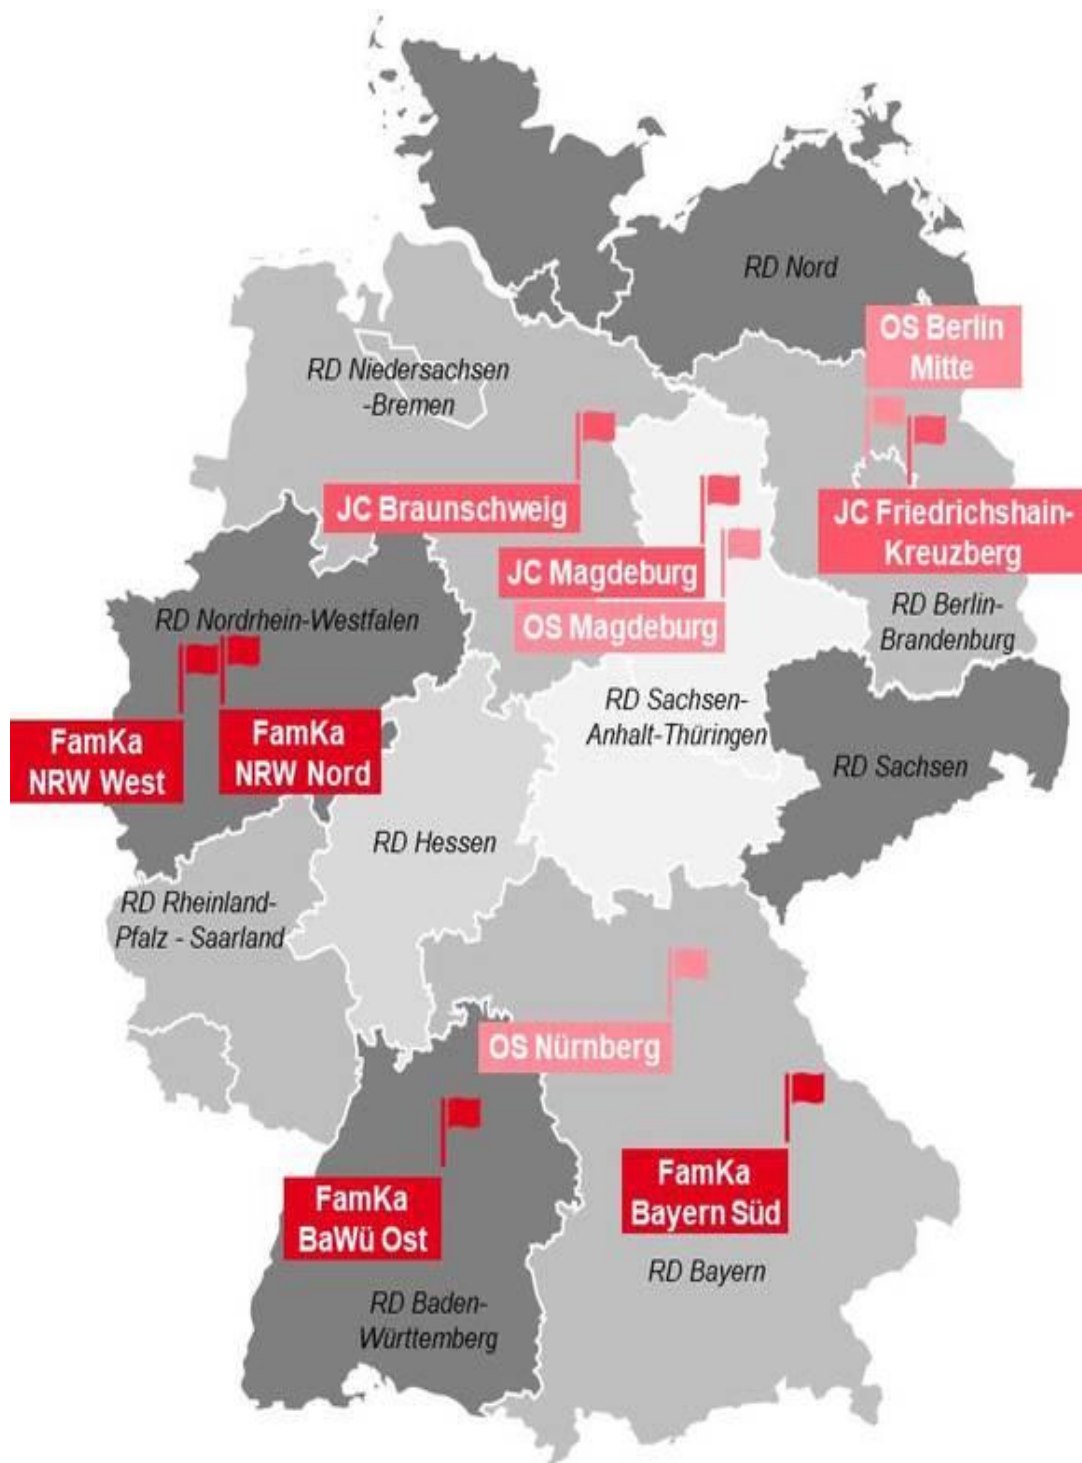 RD Nord
OS Berlin
Mitte
RD Niedersachsen
-Bremen
JC Braunschweig
JC Friedrichshain-
Kreuzberg
JC Magdeburg
OS Magdeburg
RD Berlin-
Brandenburg
RD Nordrhein-Westfalen
FamKa
NRW West
FamKa
NRW Nord
RD Sachsen-
Anhalt-Thüringen
RD Sachsen
RD Hessen
RD Rheinland-
Pfalz - Saarland
OS Nürnberg
FamKa
BaWü Ost
FamKa
Bayern Süd
RD Bayern
RD Baden-
Württemberg